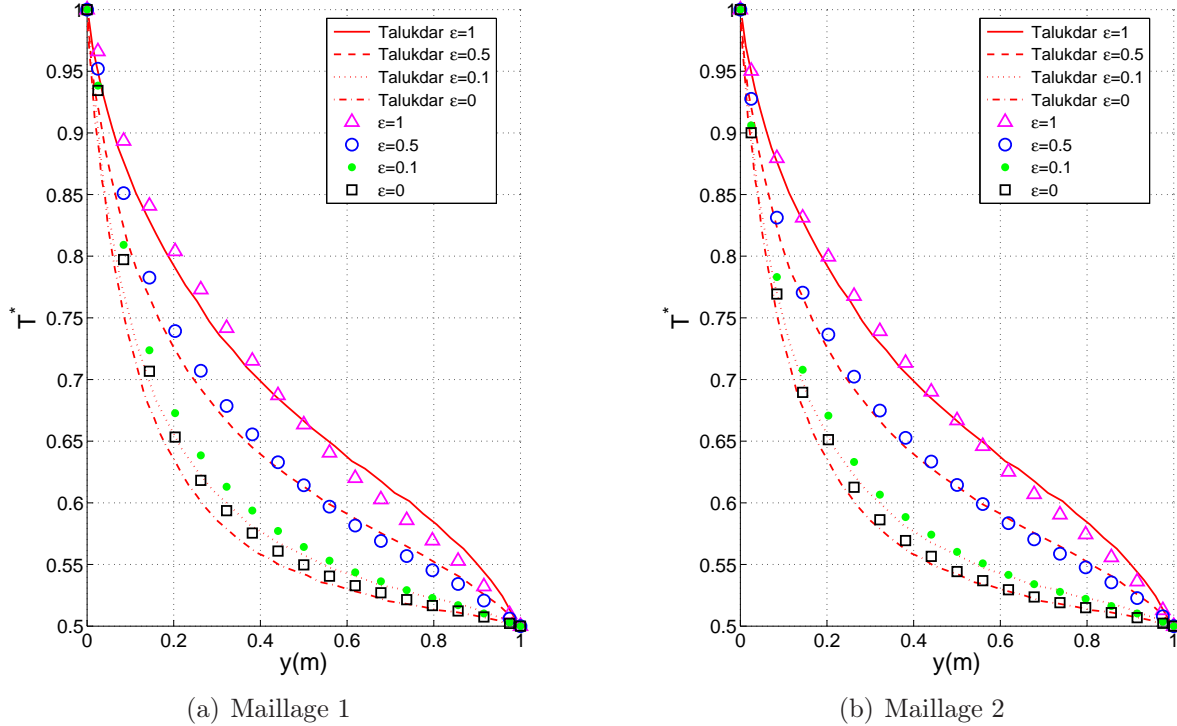 1
0.95
0.9
0.85
0.8
0.75
0.7
0.65
0.6
0.55
0.5
T*
0
0.2
0.4
0.6
0.8
1
y(m)
Talukdar ε=1
Talukdar ε=0.5
Talukdar ε=0.1
Talukdar ε=0
ε=1
ε=0.5
ε=0.1
ε=0
(a) Maillage 1
1
0.95
0.9
0.85
0.8
0.75
0.7
0.65
0.6
0.55
0.5
T*
0
0.2
0.4
0.6
0.8
1
y(m)
Talukdar ε=1
Talukdar ε=0.5
Talukdar ε=0.1
Talukdar ε=0
ε=1
ε=0.5
ε=0.1
ε=0
(b) Maillage 2